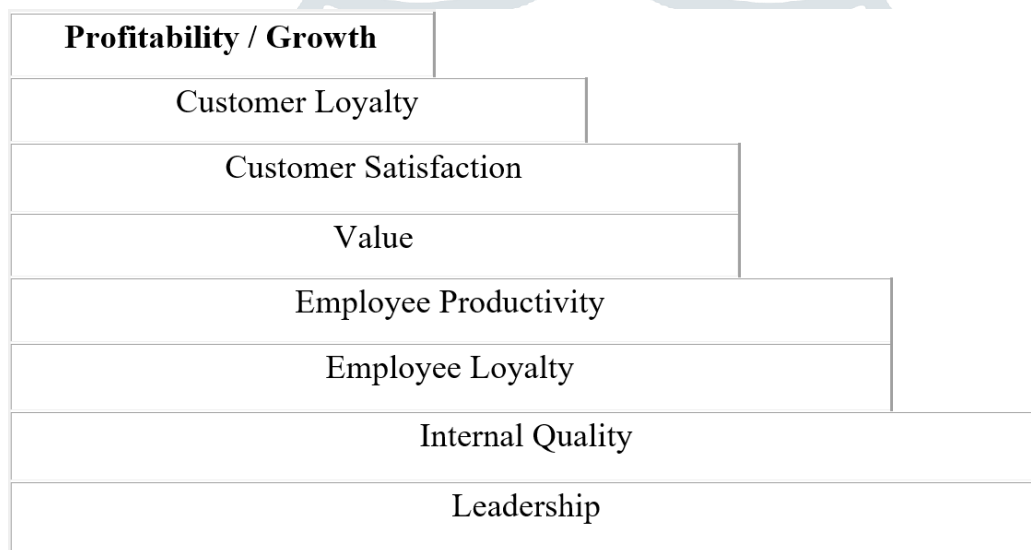 Profitability / Growth
Customer Loyalty
Customer Satisfaction
Value
Employee Productivity
Employee Loyalty
Internal Quality
Leadership